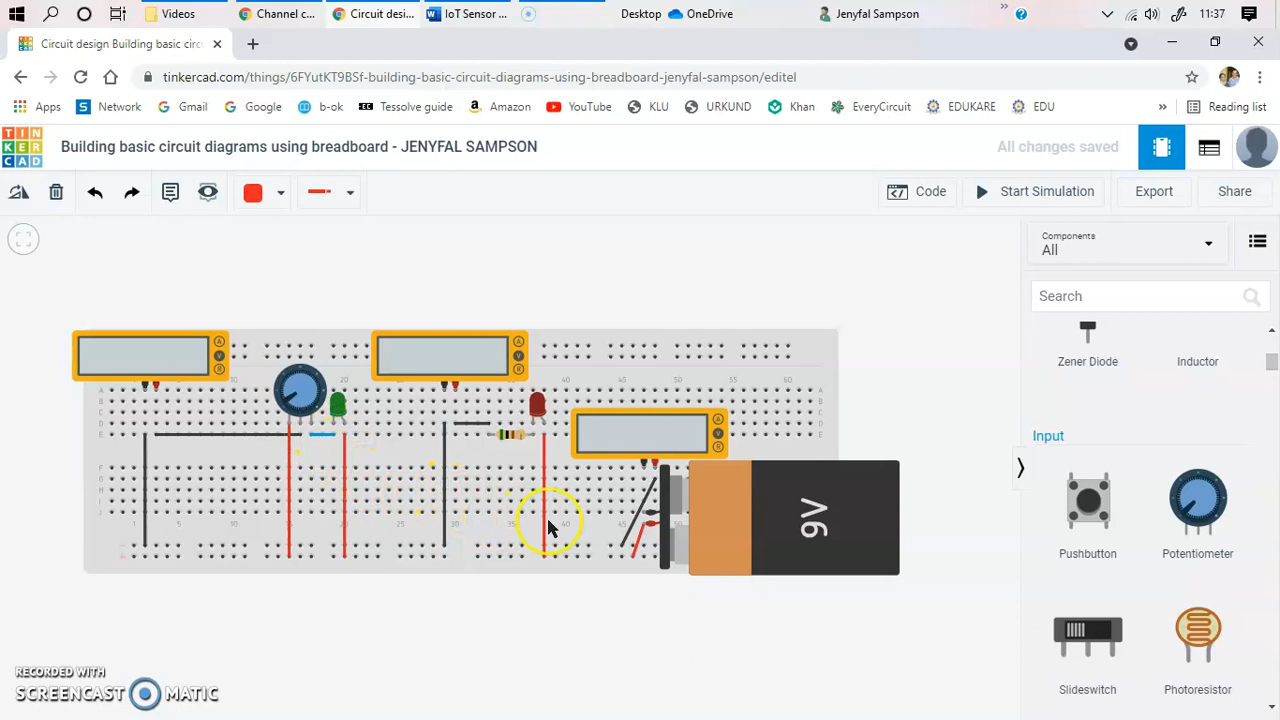 Videos
Channel c...
Circuit desi...
IoT Sensor ...
Desktop
OneDrive
Jenyfal Sampson
»
11:37
Circuit design Building basic circ
tinkercad.com/things/6FYutKT9BSf-building-basic-circuit-diagrams-using-breadboard-jenyfal-sampson/editel
Apps
Network
Gmail
Google
b-ok
Tessolve guide
Amazon
YouTube
KLU
URKUND
Khan
EveryCircuit
EDUKARE
EDU
»
Reading list
TINKERCAD
Building basic circuit diagrams using breadboard - JENYFAL SAMPSON
All changes saved
Code
Start Simulation
Export
Share
Components
All
Search
Zener Diode
Inductor
Input
Pushbutton
Potentiometer
Slideswitch
Photoresistor
9V
RECORDED WITH
SCREENCAST MATIC